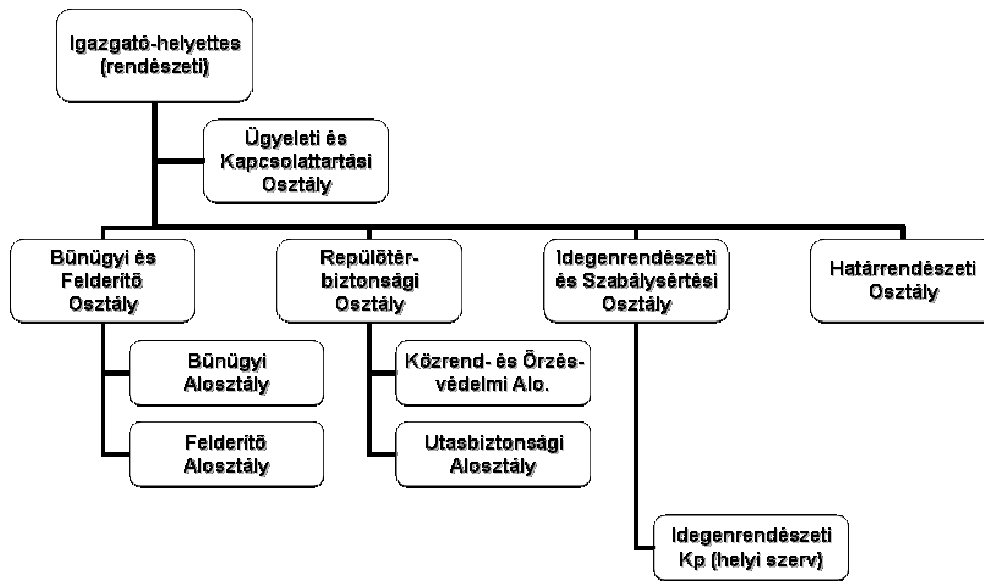 Igazgató-helyettes
(rendészeti)
Ügyeleti és
Kapcsolattartási
Osztály
Bűnügyi és
Felderítő
Osztály
Repülőtér-
biztonsági
Osztály
Idegenrendészeti
és Szabálysértési
Osztály
Határrendészeti
Osztály
Bűnügyi
Alosztály
Közrend- és Őrzés-
védelmi Alo.
Felderítő
Alosztály
Utasbiztonsági
Alosztály
Idegenrendészeti
Kp (helyi szerv)